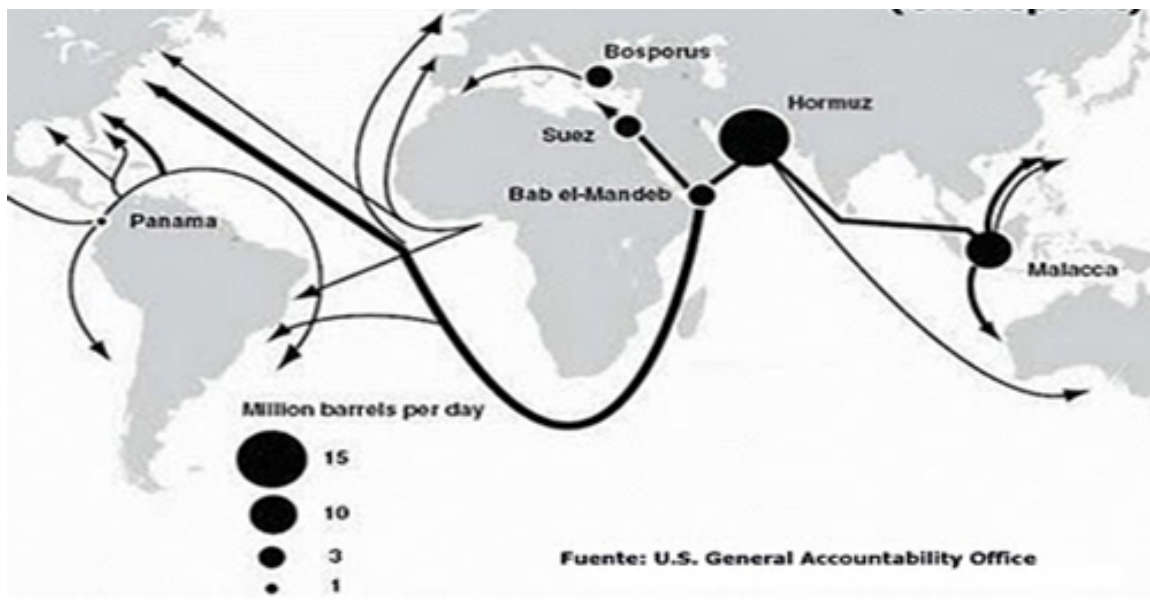 Bosporus
Hormuz
Suez
Bab el-Mandeb
Panama
Malacca
Million barrels per day
15
10
3
1
Fuente: U.S. General Accountability Office